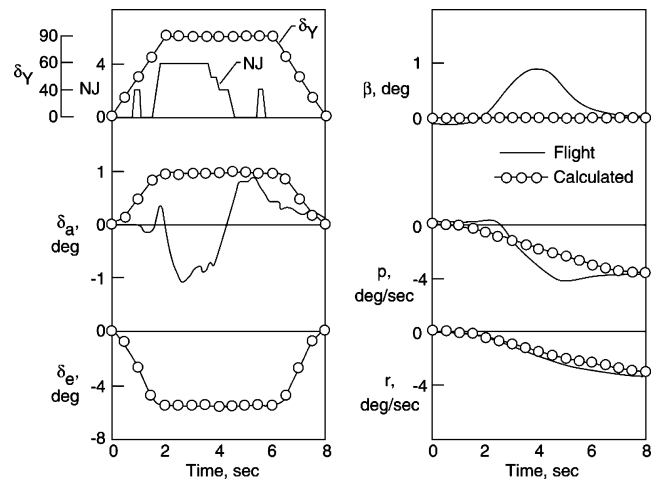 90
60
40
0
δY
NJ
4
0
δY
NJ
1
0
-1
δa,
deg
0
-4
-8
δe,
deg
0 2 4 6 8
Time, sec
1
0
β, deg
Flight
Calculated
0
-4
p,
deg/sec
0
-4
r,
deg/sec
0 2 4 6 8
Time, sec